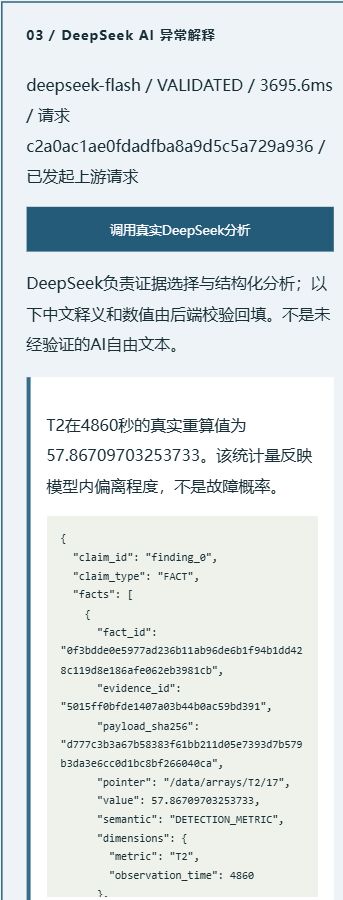 03 / DeepSeek AI 异常解释
deepseek-flash / VALIDATED / 3695.6ms
/ 请求
c2a0ac1ae0fdadfba8a9d5c5a729a936 /
已发起上游请求
调用真实DeepSeek分析
DeepSeek负责证据选择与结构化分析；以
下中文释义和数值由后端校验回填。不是未
经验证的AI自由文本。
T2在4860秒的真实重算值为
57.86709703253733。该统计量反映
模型内偏离程度，不是故障概率。
{
"claim_id": "finding_0",
"claim_type": "FACT",
"facts": [
{
"fact_id":
"0f3bdde0e5977ad236b11ab96de6b1f94b1dd42
8c119d8e186afe062eb3981cb",
"evidence_id":
"5015ff0bfde1407a03b44b0ac59bd391",
"payload_sha256":
"d777c3b3a67b58383f61bb211d05e7393d7b579
b3da3e6cc0d1bc8bf266040ca",
"pointer": "/data/arrays/T2/17",
"value": 57.86709703253733,
"semantic": "DETECTION_METRIC",
"dimensions": {
"metric": "T2",
"observation_time": 4860
},